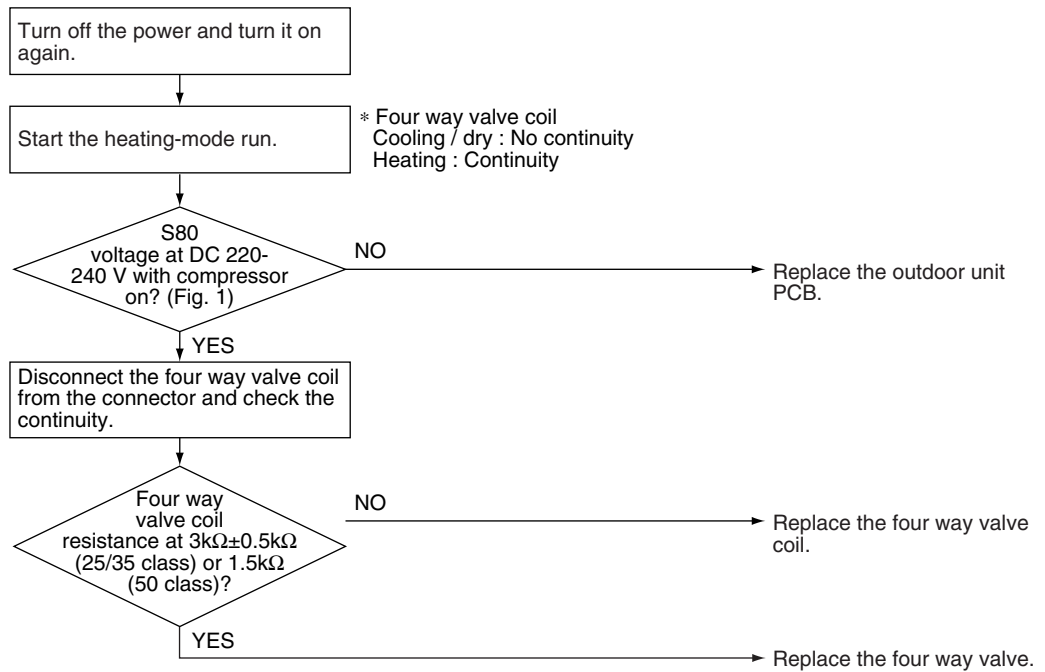 Turn off the power and turn it on
again.
Start the heating-mode run.
* Four way valve coil
Cooling / dry : No continuity
Heating : Continuity
S80
voltage at DC 220-
240 V with compressor
on? (Fig. 1)
NO
Replace the outdoor unit
PCB.
YES
Disconnect the four way valve coil
from the connector and check the
continuity.
Four way
valve coil
resistance at 3kΩ±0.5kΩ
(25/35 class) or 1.5kΩ
(50 class)?
NO
Replace the four way valve
coil.
YES
Replace the four way valve.